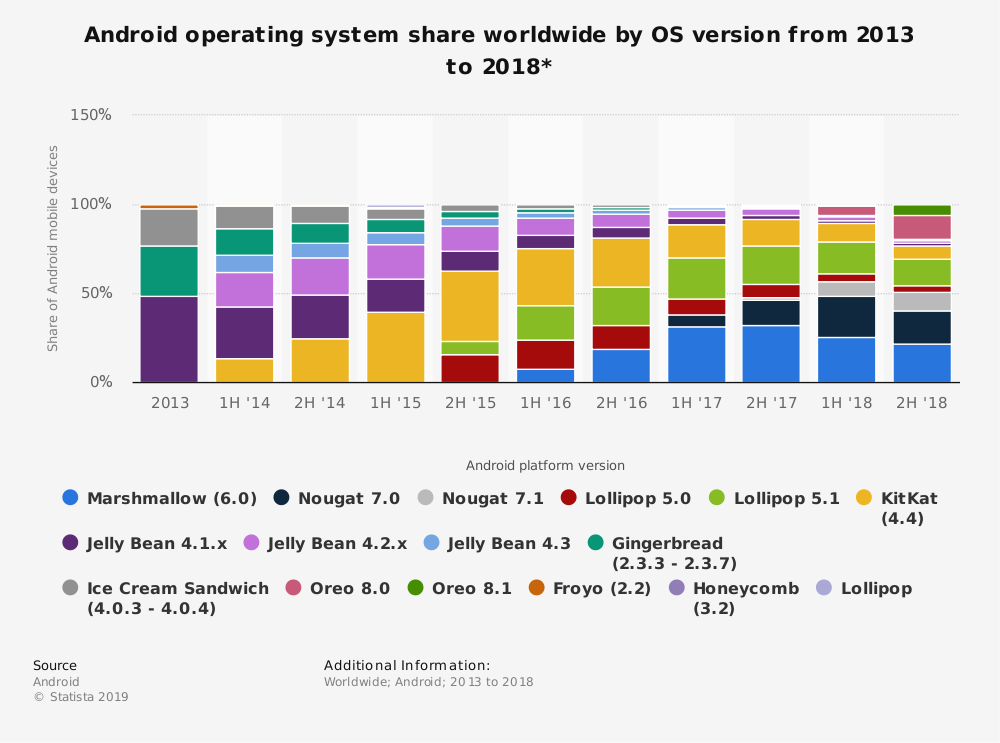 Android operating system share worldwide by OS version from 2013
to 2018*
Share of Android mobile devices
150%
100%
50%
0%
2013 1H '14 2H '14 1H '15 2H '15 1H '16 2H '16 1H '17 2H '17 1H '18 2H '18
Android platform version
Marshmallow (6.0) Nougat 7.0 Nougat 7.1 Lollipop 5.0 Lollipop 5.1 KitKat
(4.4)
Jelly Bean 4.1.x Jelly Bean 4.2.x Jelly Bean 4.3 Gingerbread
(2.3.3 - 2.3.7)
Ice Cream Sandwich Oreo 8.0 Oreo 8.1 Froyo (2.2) Honeycomb Lollipop
(4.0.3 - 4.0.4) (3.2)
Source
Android
© Statista 2019
Additional Information:
Worldwide; Android; 2013 to 2018